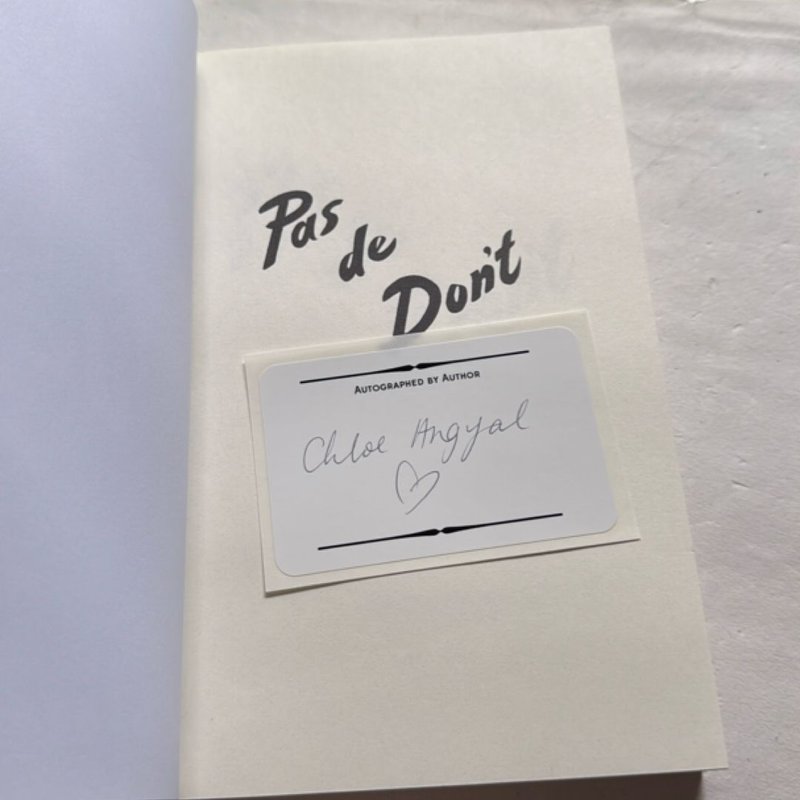 Pas
de
Don't
AUTOGRAPHED BY AUTHOR
Chloe Angyal